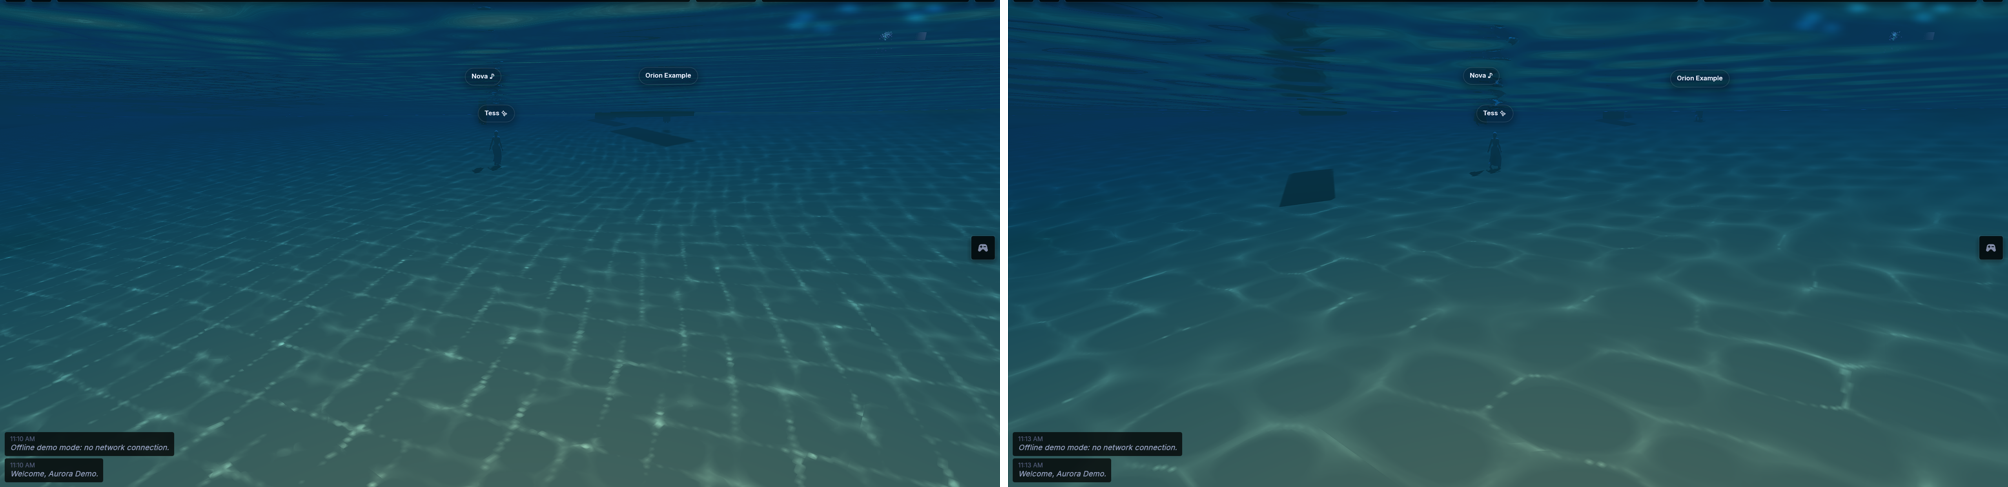 Nova ♪
Orion Example
Tess
11:10 AM
Offline demo mode: no network connection.
11:10 AM
Welcome, Aurora Demo.
Nova ♪
Orion Example
Tess
11:13 AM
Offline demo mode: no network connection.
11:13 AM
Welcome, Aurora Demo.